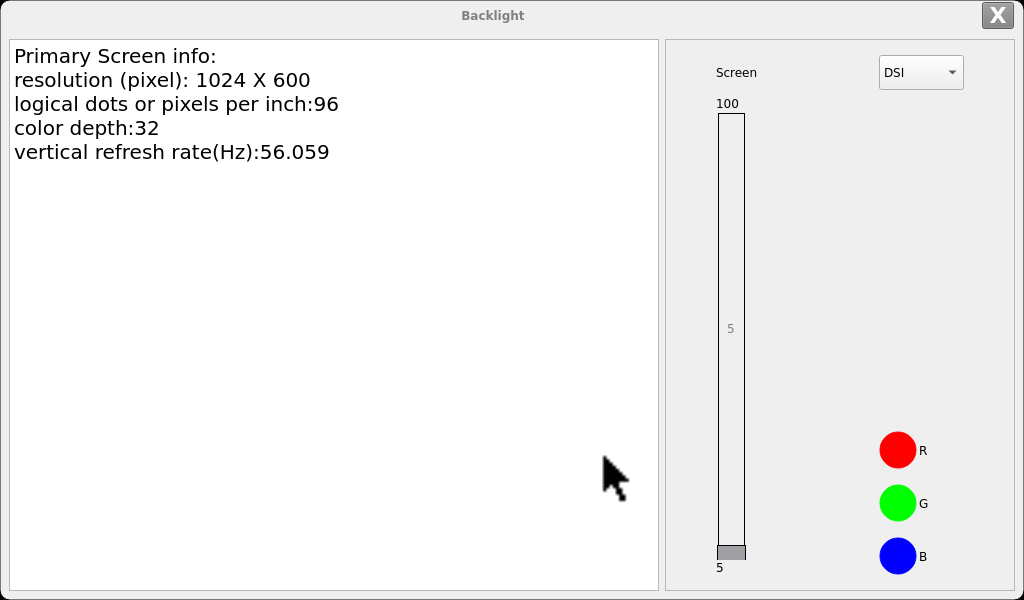 Backlight
X
Primary Screen info:
resolution (pixel): 1024 X 600
logical dots or pixels per inch:96
color depth:32
vertical refresh rate(Hz):56.059
Screen
DSI
100
5
5
R
G
B